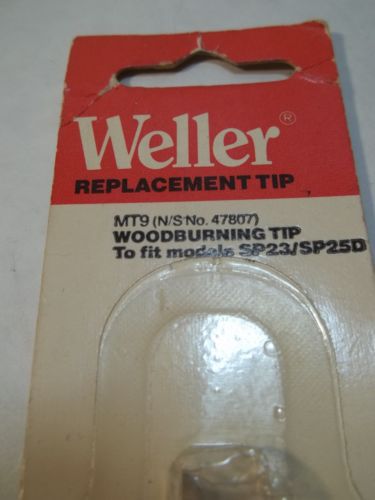 Weller®
REPLACEMENT TIP
MT9 (N/S No. 47807)
WOODBURNING TIP
To fit models SP23/SP25D